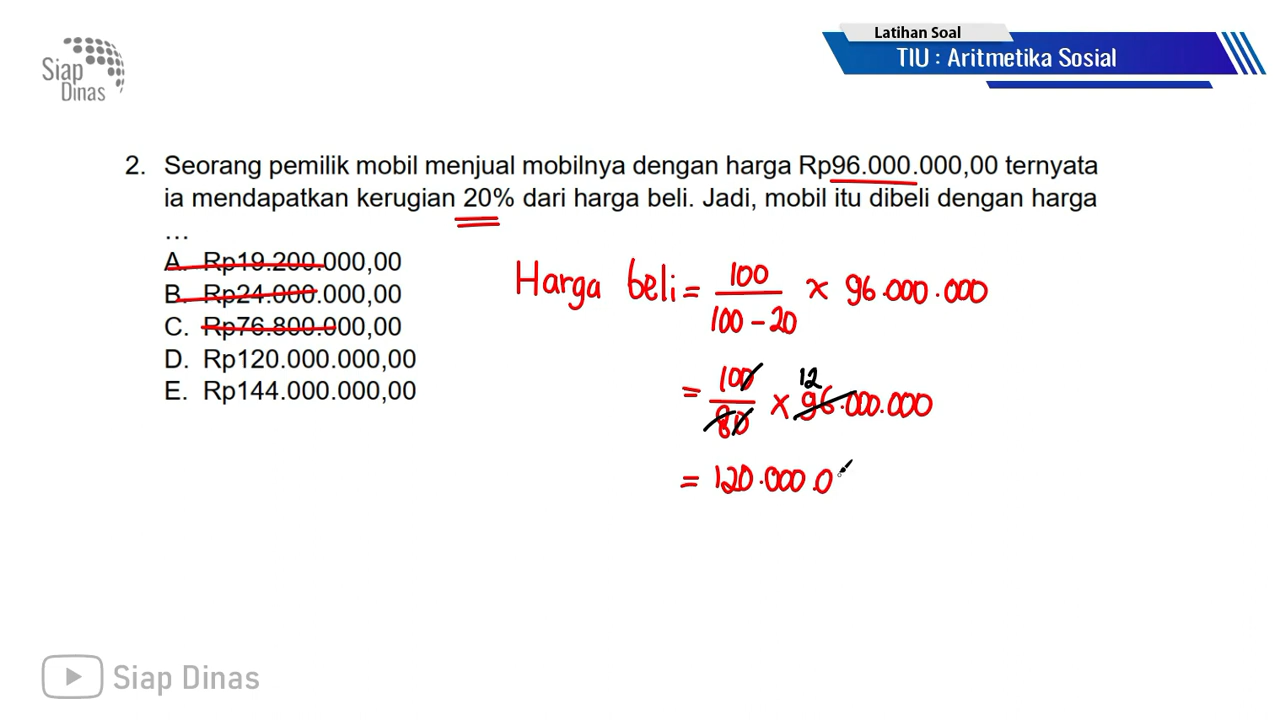 Siap
Dinas
Latihan Soal
TIU : Aritmetika Sosial
2. Seorang pemilik mobil menjual mobilnya dengan harga Rp96.000.000,00 ternyata
ia mendapatkan kerugian 20% dari harga beli. Jadi, mobil itu dibeli dengan harga
...
A. Rp19.200.000,00
B. Rp24.000.000,00
C. Rp76.800.000,00
D. Rp120.000.000,00
E. Rp144.000.000,00
Harga beli = 100 / 100 - 20 × 96.000.000
= 100 / 80 × 96.000.000
12
= 120.000.0
Siap Dinas